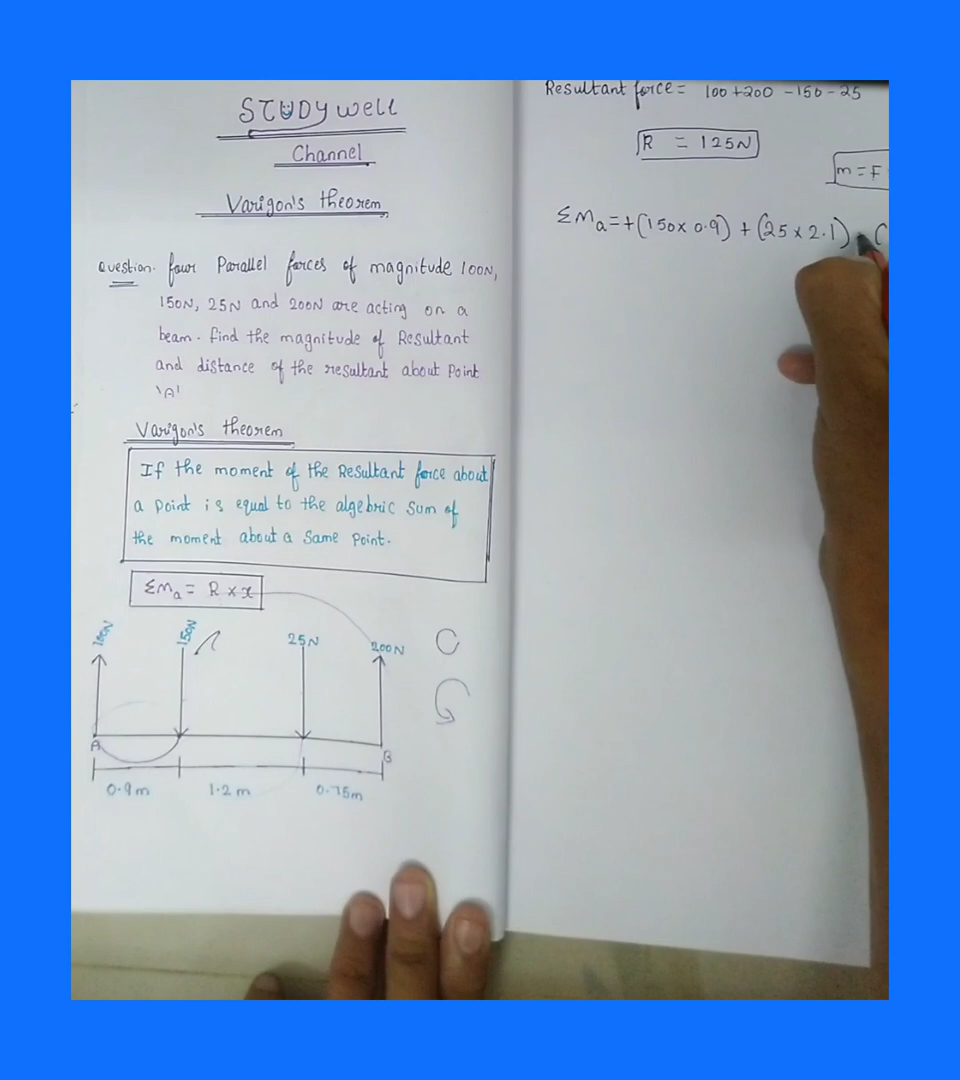 STUDY well
Channel
Varigon's theorem
Question. four Parallel forces of magnitude 100N,
150N, 25N and 200N are acting on a
beam. find the magnitude of Resultant
and distance of the resultant about Point
'A'
Varigon's theorem
If the moment of the Resultant force about
a point is equal to the algebric sum of
the moment about a same point.
Σm_a = R × x
100N 150N 25N 200N
A B
0.9m 1.2m 0.75m
Resultant force = 100+200 -150-25
R = 125N
m = F
Σm_a = +(150×0.9) + (25×2.1) (